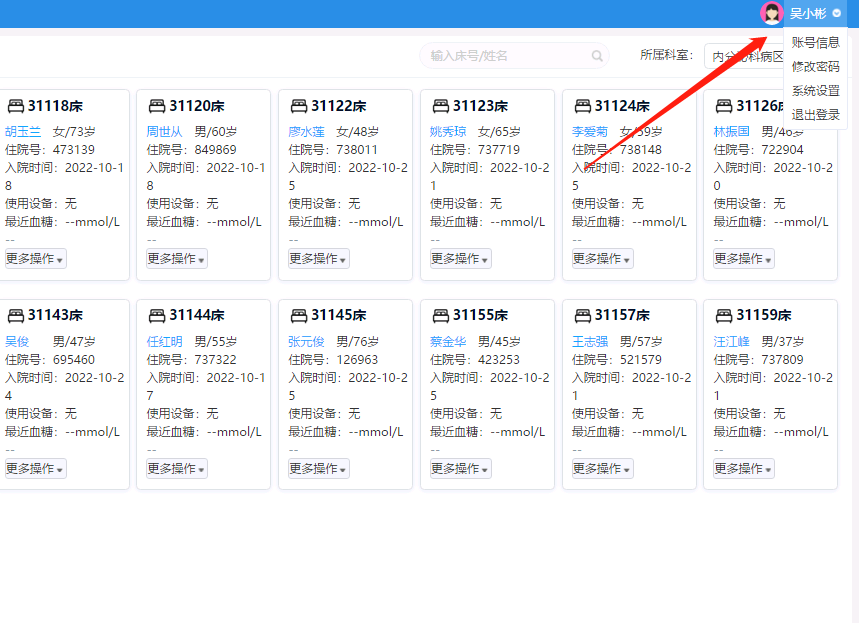 吴小彬
账号信息
修改密码
系统设置
退出登录
输入床号/姓名
所属科室:
31118床
胡玉兰 女/73岁
住院号: 473139
入院时间: 2022-10-1
8
使用设备: 无
最近血糖: --mmol/L
--
更多操作
31120床
周世从 男/60岁
住院号: 849869
入院时间: 2022-10-1
8
使用设备: 无
最近血糖: --mmol/L
--
更多操作
31122床
廖水莲 女/48岁
住院号: 738011
入院时间: 2022-10-2
5
使用设备: 无
最近血糖: --mmol/L
--
更多操作
31123床
姚秀琼 女/65岁
住院号: 737719
入院时间: 2022-10-2
1
使用设备: 无
最近血糖: --mmol/L
--
更多操作
31124床
李爱菊 女/59岁
住院号: 738148
入院时间: 2022-10-2
5
使用设备: 无
最近血糖: --mmol/L
--
更多操作
31126
林振国 男/46岁
住院号: 722904
入院时间: 2022-10-2
0
使用设备: 无
最近血糖: --mmol/L
--
更多操作
31143床
吴俊 男/47岁
住院号: 695460
入院时间: 2022-10-2
4
使用设备: 无
最近血糖: --mmol/L
--
更多操作
31144床
任红明 男/55岁
住院号: 737322
入院时间: 2022-10-1
7
使用设备: 无
最近血糖: --mmol/L
--
更多操作
31145床
张元俊 男/76岁
住院号: 126963
入院时间: 2022-10-2
5
使用设备: 无
最近血糖: --mmol/L
--
更多操作
31155床
蔡金华 男/45岁
住院号: 423253
入院时间: 2022-10-2
5
使用设备: 无
最近血糖: --mmol/L
--
更多操作
31157床
王志强 男/57岁
住院号: 521579
入院时间: 2022-10-2
1
使用设备: 无
最近血糖: --mmol/L
--
更多操作
31159床
汪江峰 男/37岁
住院号: 737809
入院时间: 2022-10-2
1
使用设备: 无
最近血糖: --mmol/L
--
更多操作